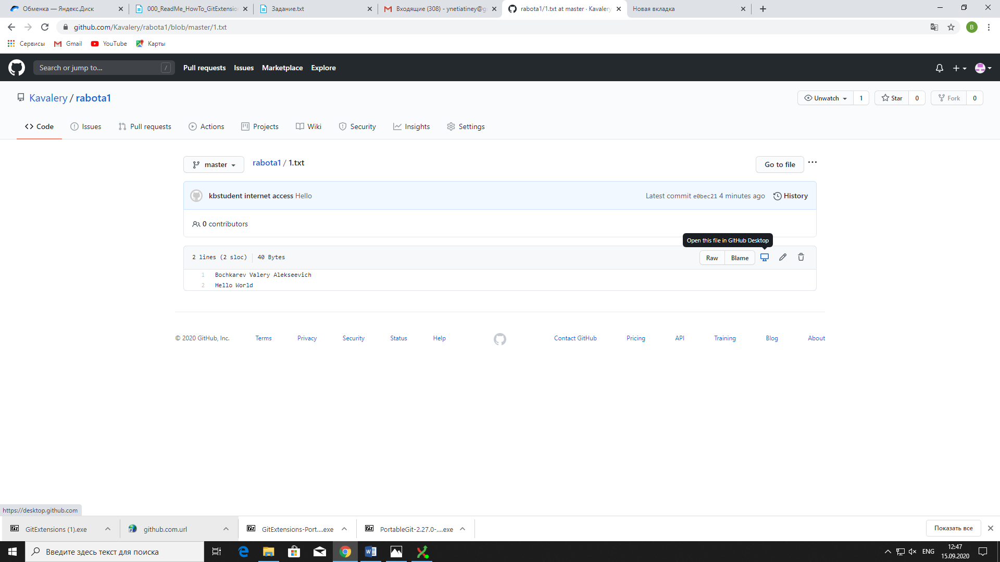 Обменка — Яндекс.Диск
000_ReadMe_HowTo_GitExtensio
Задание.txt
Входящие (308) - ynetiatiney@g
rabota1/1.txt at master · Kavalery
Новая вкладка
github.com/Kavalery/rabota1/blob/master/1.txt
B
Сервисы
Gmail
YouTube
Карты
Search or jump to...
/
Pull requests
Issues
Marketplace
Explore
Kavalery / rabota1
Unwatch 1
Star 0
Fork 0
Code
Issues
Pull requests
Actions
Projects
Wiki
Security
Insights
Settings
master
rabota1 / 1.txt
Go to file
kbstudent internet access Hello
Latest commit e0bec21 4 minutes ago
History
0 contributors
Open this file in GitHub Desktop
2 lines (2 sloc) 40 Bytes
Raw
Blame
1 Bochkarev Valery Alekseevich
2 Hello World
© 2020 GitHub, Inc.
Terms
Privacy
Security
Status
Help
Contact GitHub
Pricing
API
Training
Blog
About
https://desktop.github.com
GitExtensions (1).exe
github.com.url
GitExtensions-Port....exe
PortableGit-2.27.0-....exe
Показать все
Введите здесь текст для поиска
ENG
12:47
15.09.2020